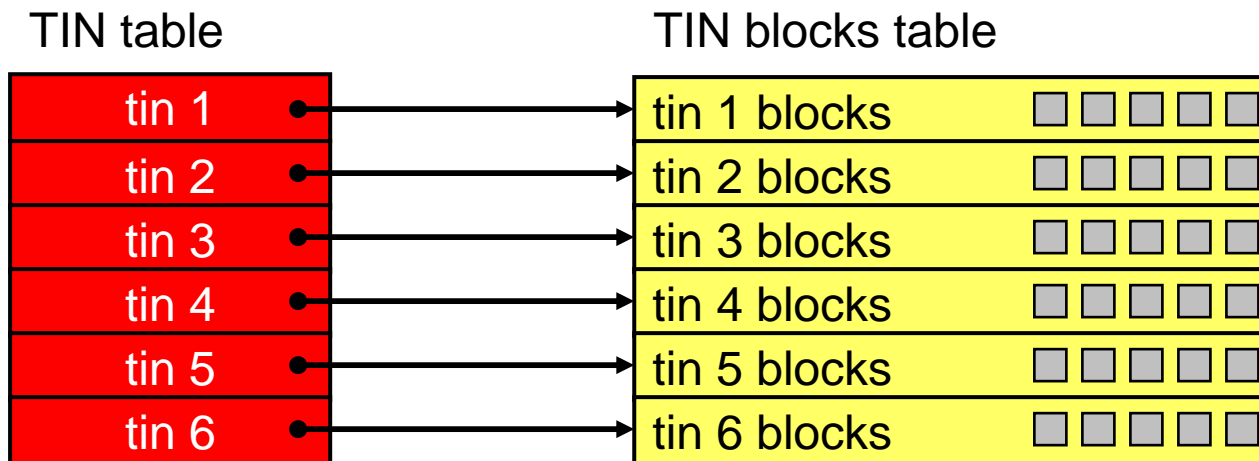 TIN table
TIN blocks table
tin 1
tin 1 blocks
tin 2
tin 2 blocks
tin 3
tin 3 blocks
tin 4
tin 4 blocks
tin 5
tin 5 blocks
tin 6
tin 6 blocks